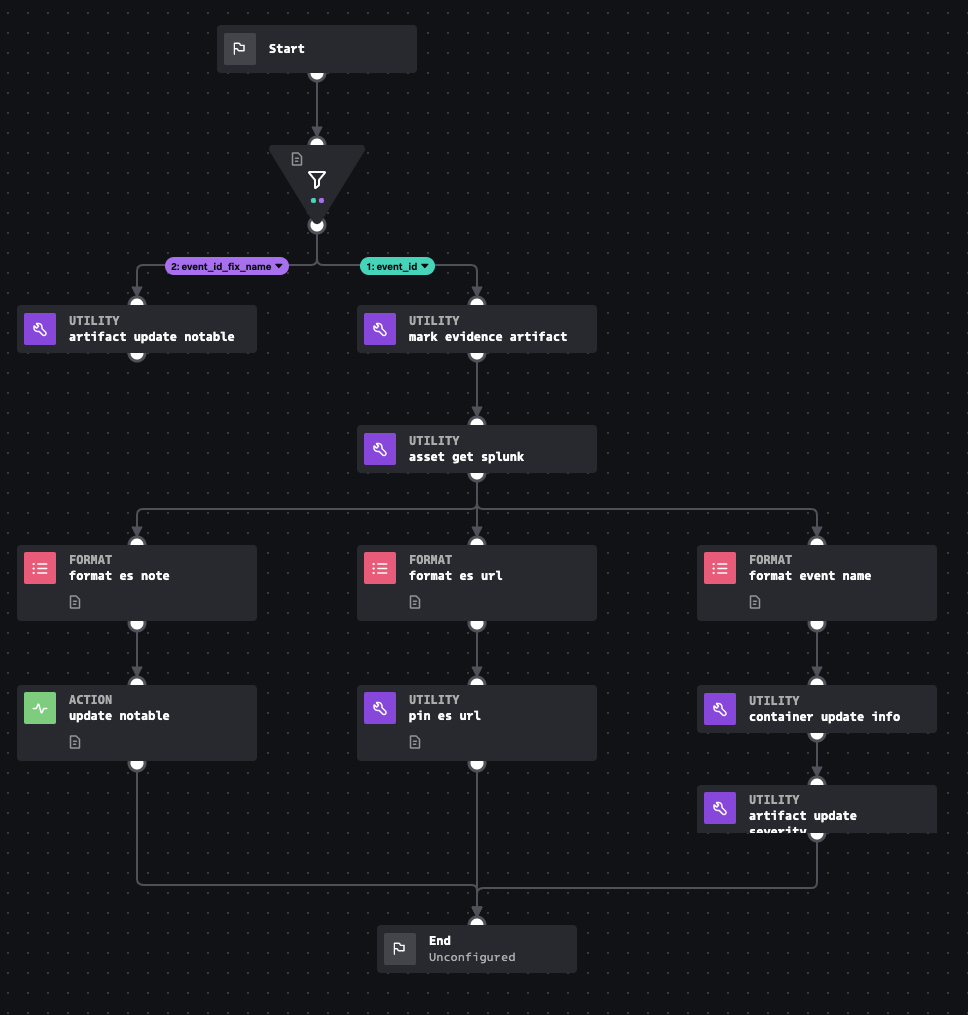 Start
2: event_id_fix_name
1: event_id
UTILITY
artifact update notable
UTILITY
mark evidence artifact
UTILITY
asset get splunk
FORMAT
format es note
FORMAT
format es url
FORMAT
format event name
ACTION
update notable
UTILITY
pin es url
UTILITY
container update info
UTILITY
artifact update
severity
End
Unconfigured